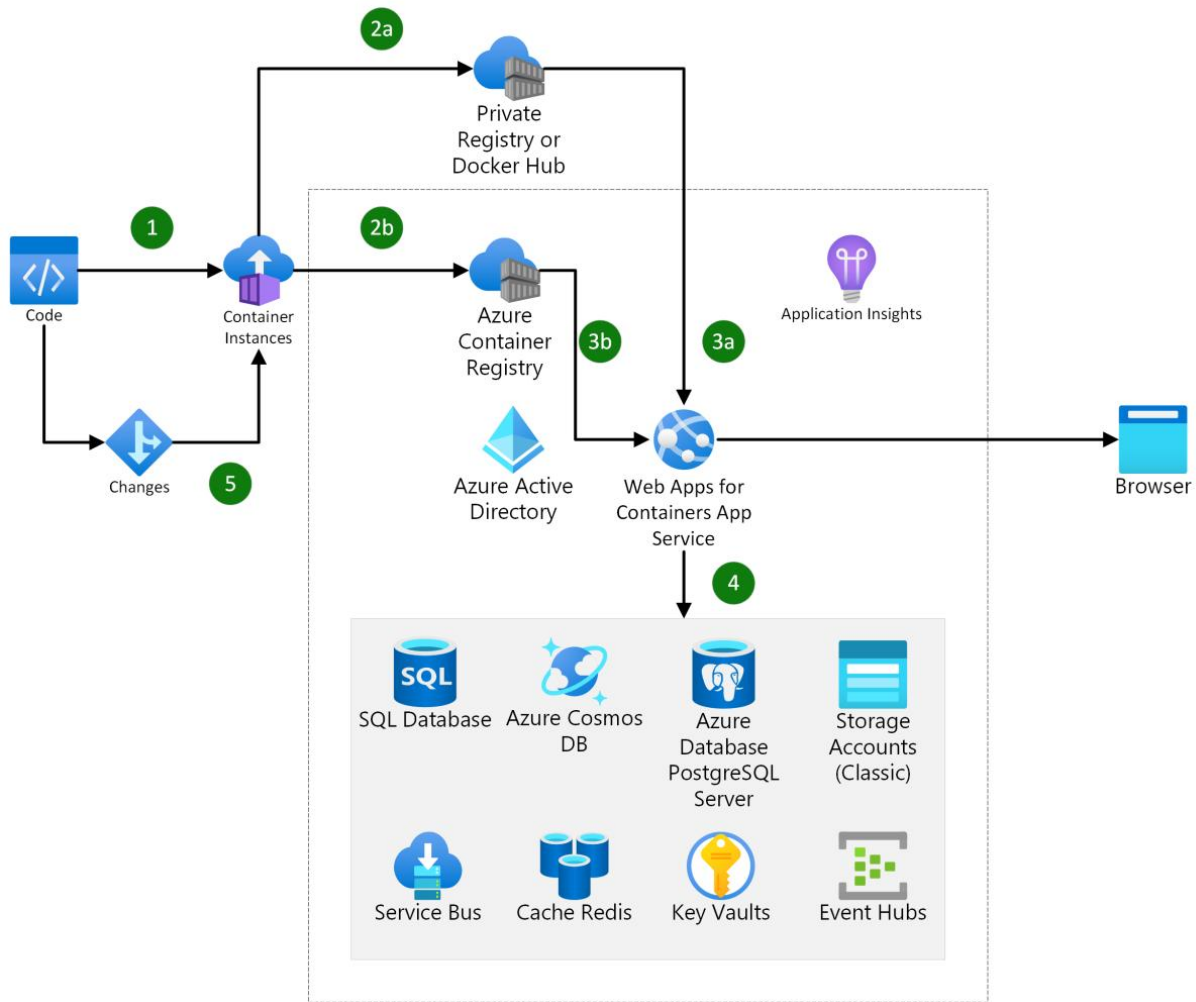 2a
Private
Registry or
Docker Hub
1
2b
</>
Code
Container
Instances
Azure
Container
Registry
3b
3a
Application Insights
Changes
5
Azure Active
Directory
Web Apps for
Containers App
Service
Browser
4
SQL
SQL Database
Azure Cosmos
DB
Azure
Database
PostgreSQL
Server
Storage
Accounts
(Classic)
Service Bus
Cache Redis
Key Vaults
Event Hubs